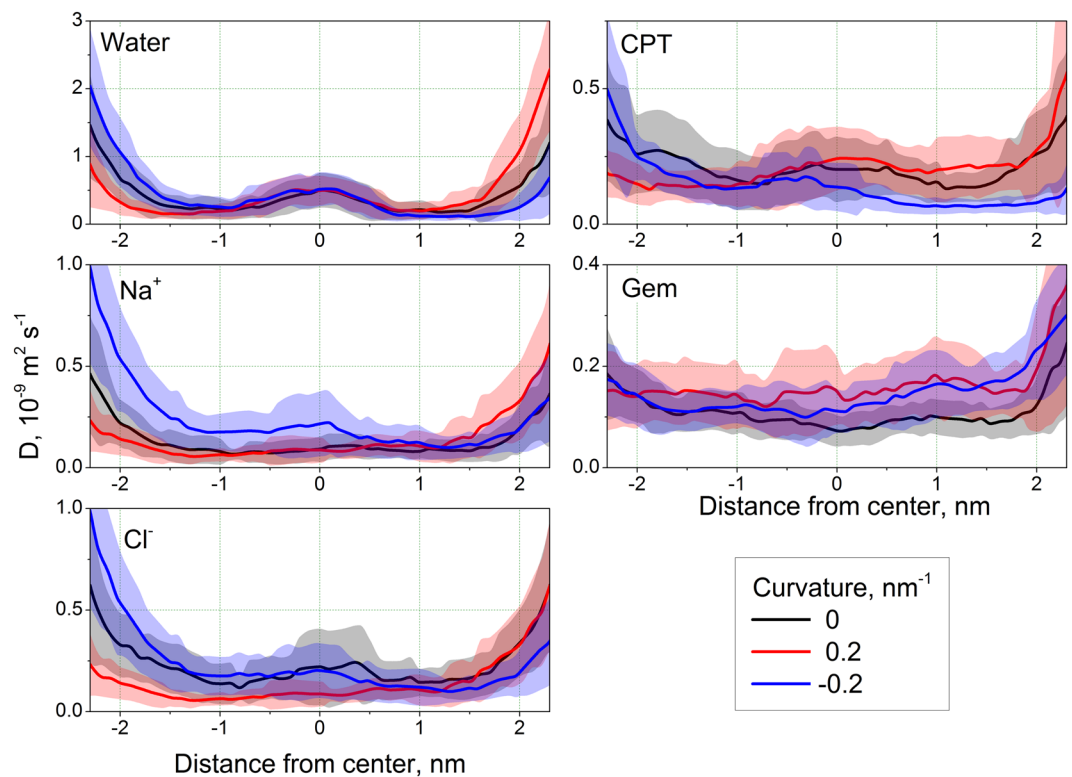 Water
3
2
1
0
-2 -1 0 1 2
CPT
0.5
0.0
-2 -1 0 1 2
Na⁺
1.0
0.5
0.0
-2 -1 0 1 2
Gem
0.4
0.2
0.0
-2 -1 0 1 2
Distance from center, nm
D, 10⁻⁹ m² s⁻¹
Cl⁻
1.0
0.5
0.0
-2 -1 0 1 2
Distance from center, nm
Curvature, nm⁻¹
0
0.2
-0.2